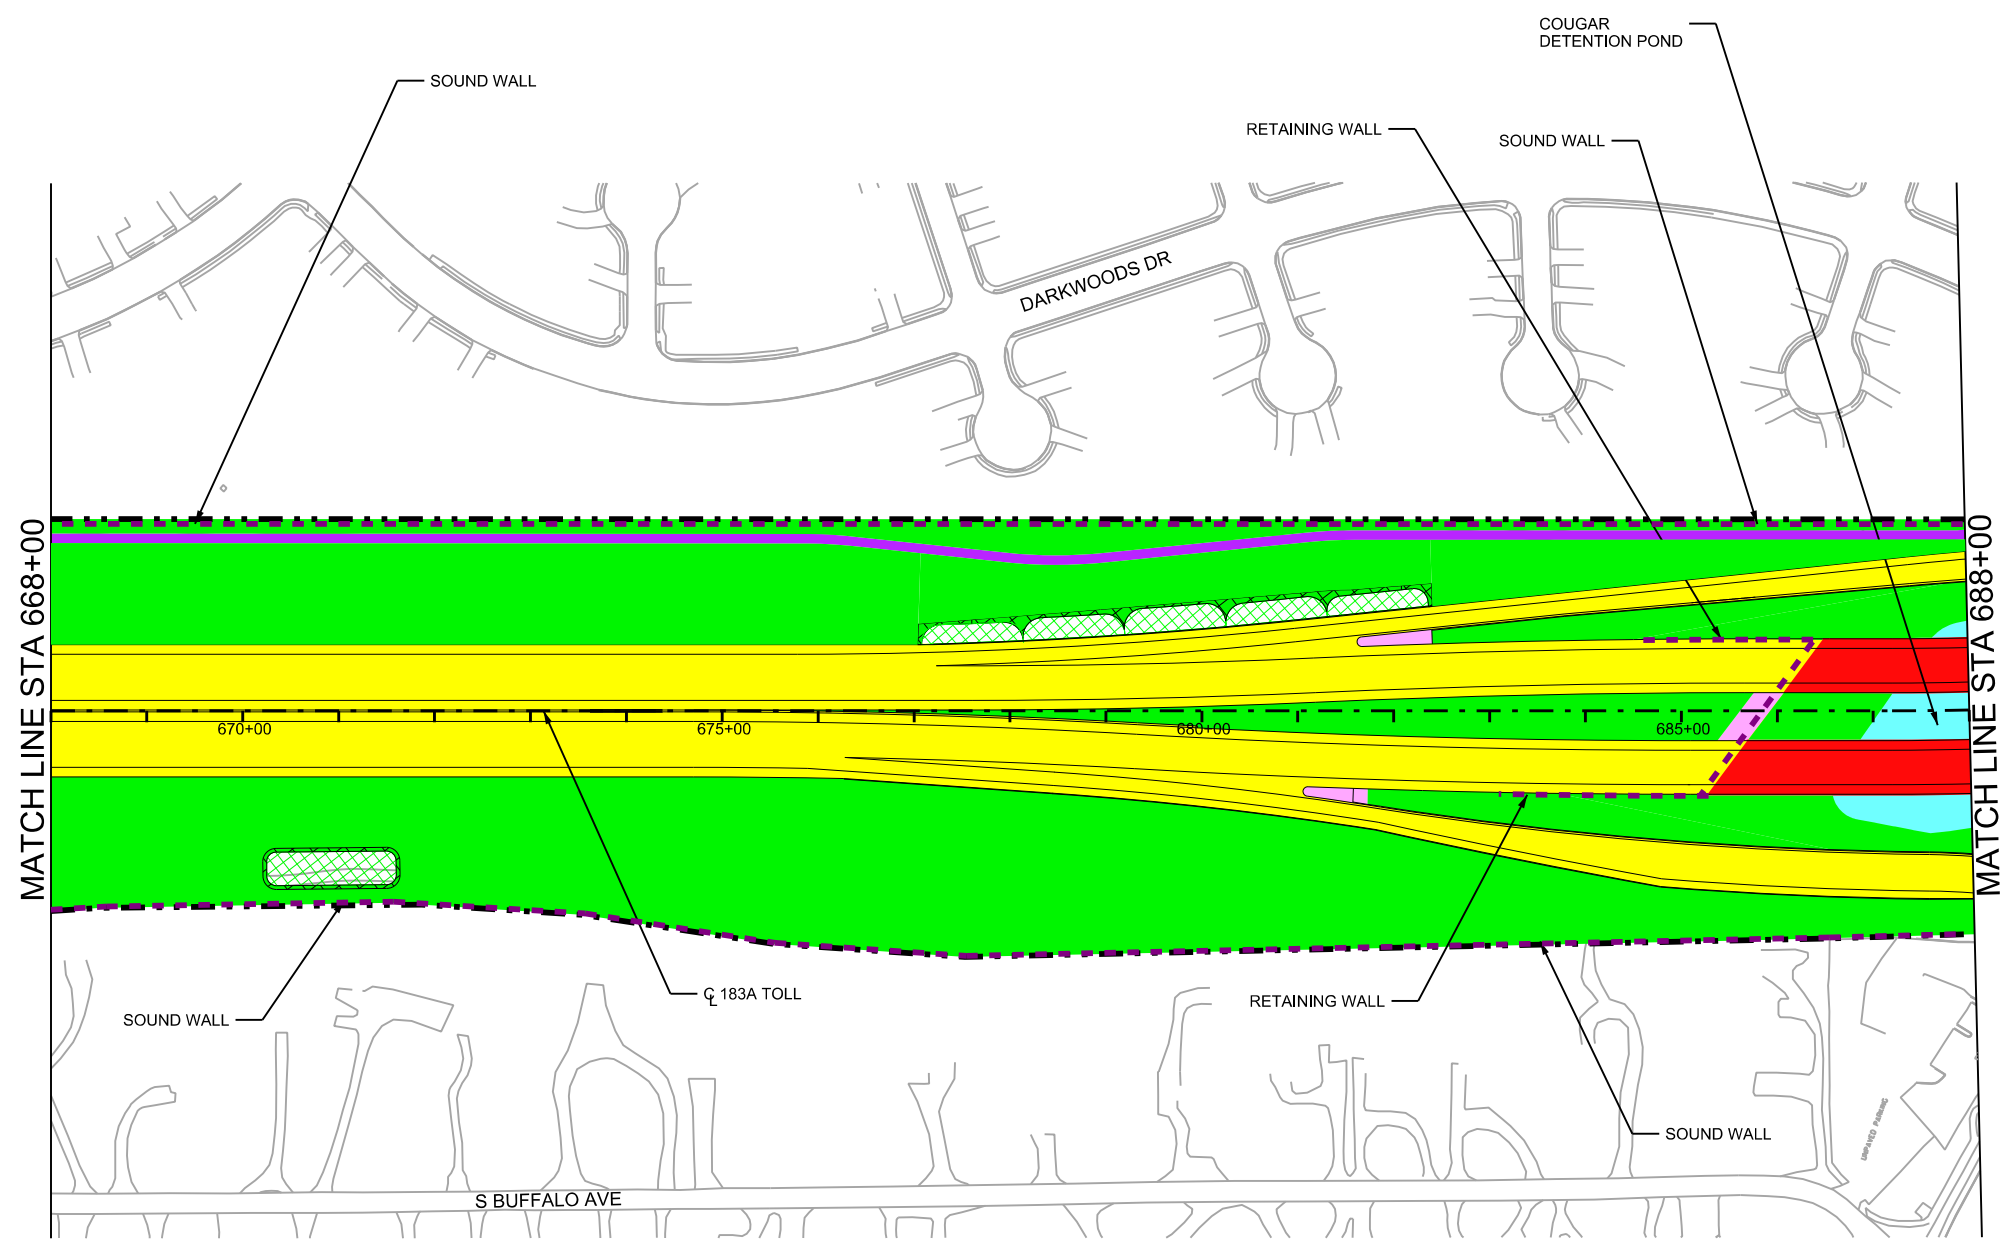 COUGAR
DETENTION POND
SOUND WALL
RETAINING WALL
SOUND WALL
DARKWOODS DR
MATCH LINE STA 668+00
MATCH LINE STA 688+00
670+00
675+00
680+00
685+00
SOUND WALL
℄ 183A TOLL
RETAINING WALL
SOUND WALL
UNPAVED PARKING
S BUFFALO AVE